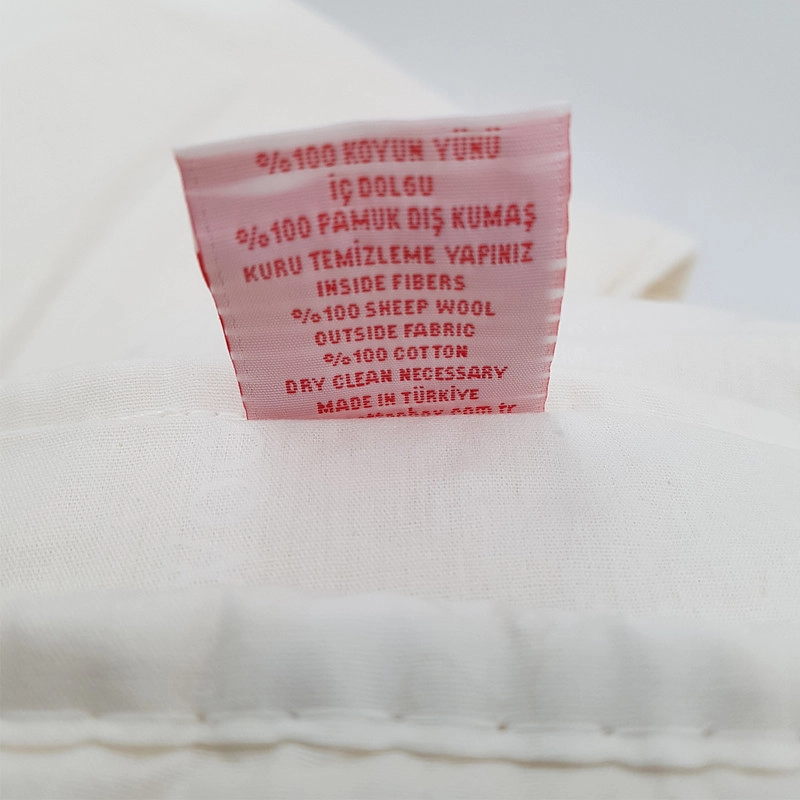 %100 KOYUN YÜNÜ
İÇ DOLGU
%100 PAMUK DIŞ KUMAŞ
KURU TEMİZLEME YAPINIZ
INSIDE FIBERS
%100 SHEEP WOOL
OUTSIDE FABRIC
%100 COTTON
DRY CLEAN NECESSARY
MADE IN TÜRKİYE